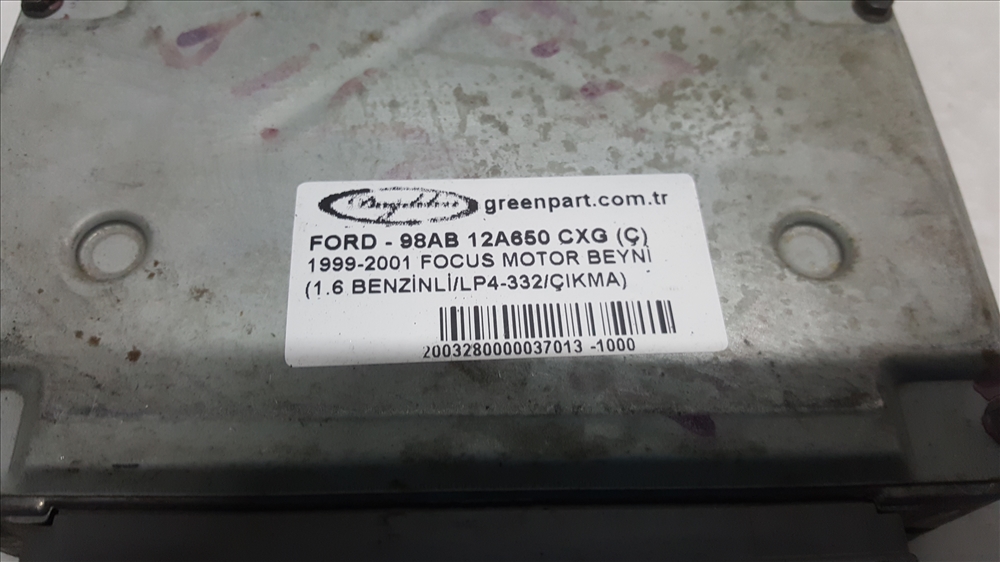 greenpart.com.tr
FORD - 98AB 12A650 CXG (Ç)
1999-2001 FOCUS MOTOR BEYNİ
(1.6 BENZİNLİ/LP4-332/ÇIKMA)
2003280000037013 -1000